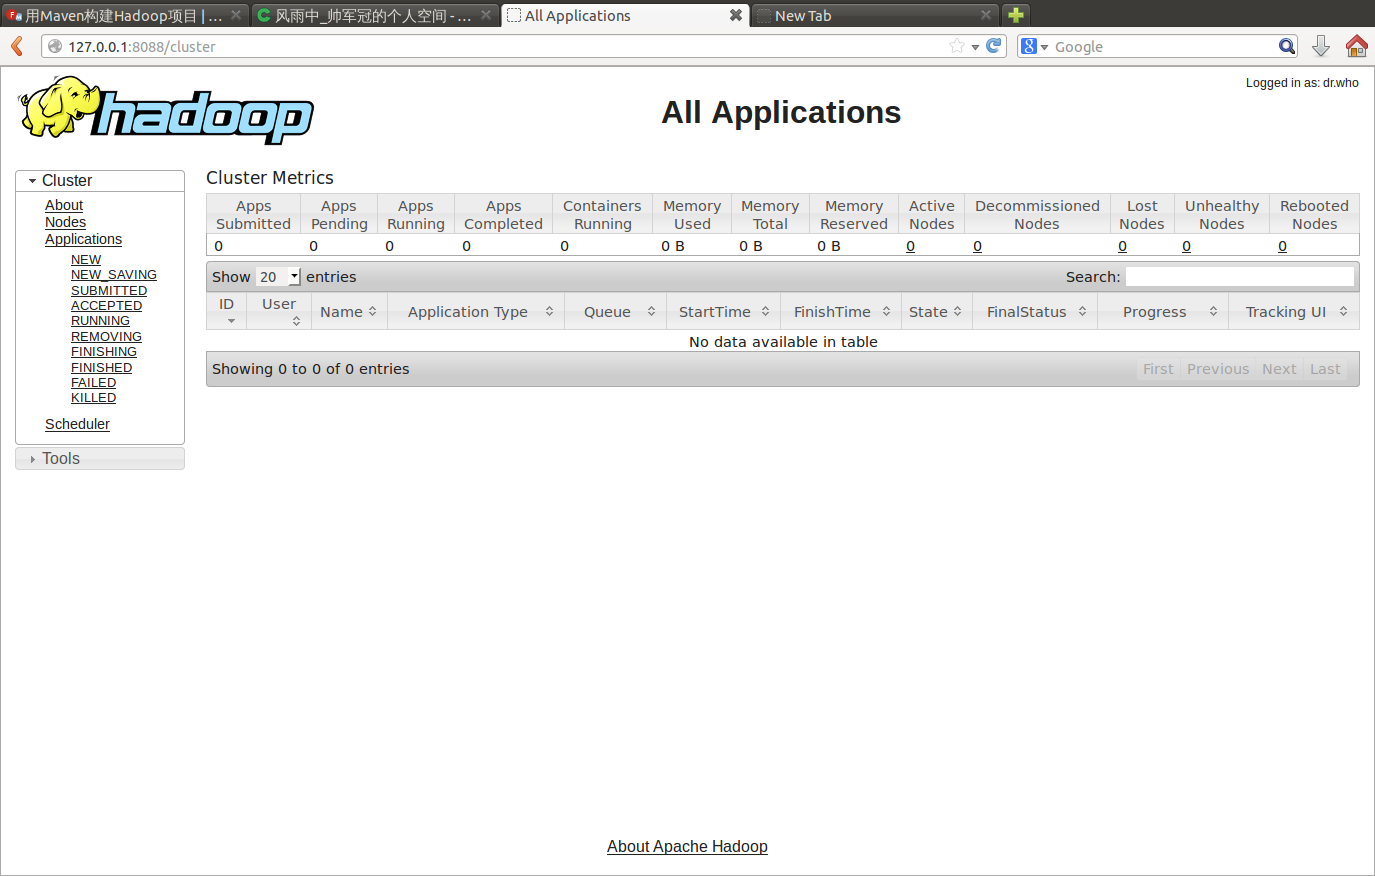 用Maven构建Hadoop项目 | ...
风雨中_帅军冠的个人空间 - ...
All Applications
New Tab
127.0.0.1:8088/cluster
Google
hadoop
All Applications
Logged in as: dr.who
Cluster
About
Nodes
Applications
NEW
NEW_SAVING
SUBMITTED
ACCEPTED
RUNNING
REMOVING
FINISHING
FINISHED
FAILED
KILLED
Scheduler
Tools
Cluster Metrics
Apps Submitted Apps Pending Apps Running Apps Completed Containers Running Memory Used Memory Total Memory Reserved Active Nodes Decommissioned Nodes Lost Nodes Unhealthy Nodes Rebooted Nodes
0 0 0 0 0 0 B 0 B 0 B 0 0 0 0 0
Show 20 entries Search:
ID User Name Application Type Queue StartTime FinishTime State FinalStatus Progress Tracking UI
No data available in table
Showing 0 to 0 of 0 entries First Previous Next Last
About Apache Hadoop